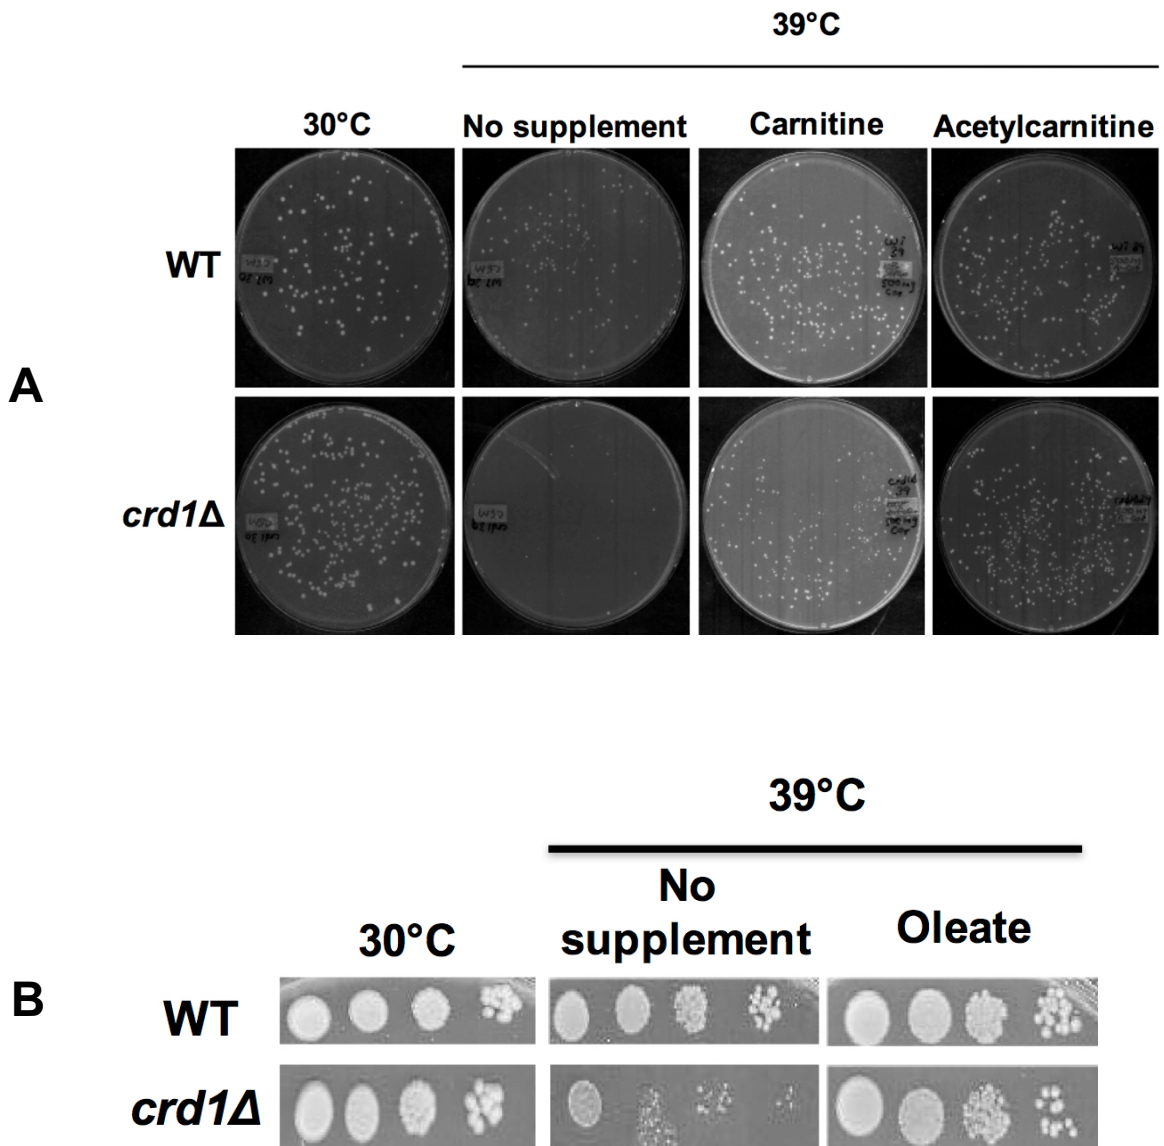 39°C
30°C
No supplement
Carnitine
Acetylcarnitine
WT
A
crd1Δ
39°C
No
supplement
30°C
Oleate
B
WT
crd1Δ